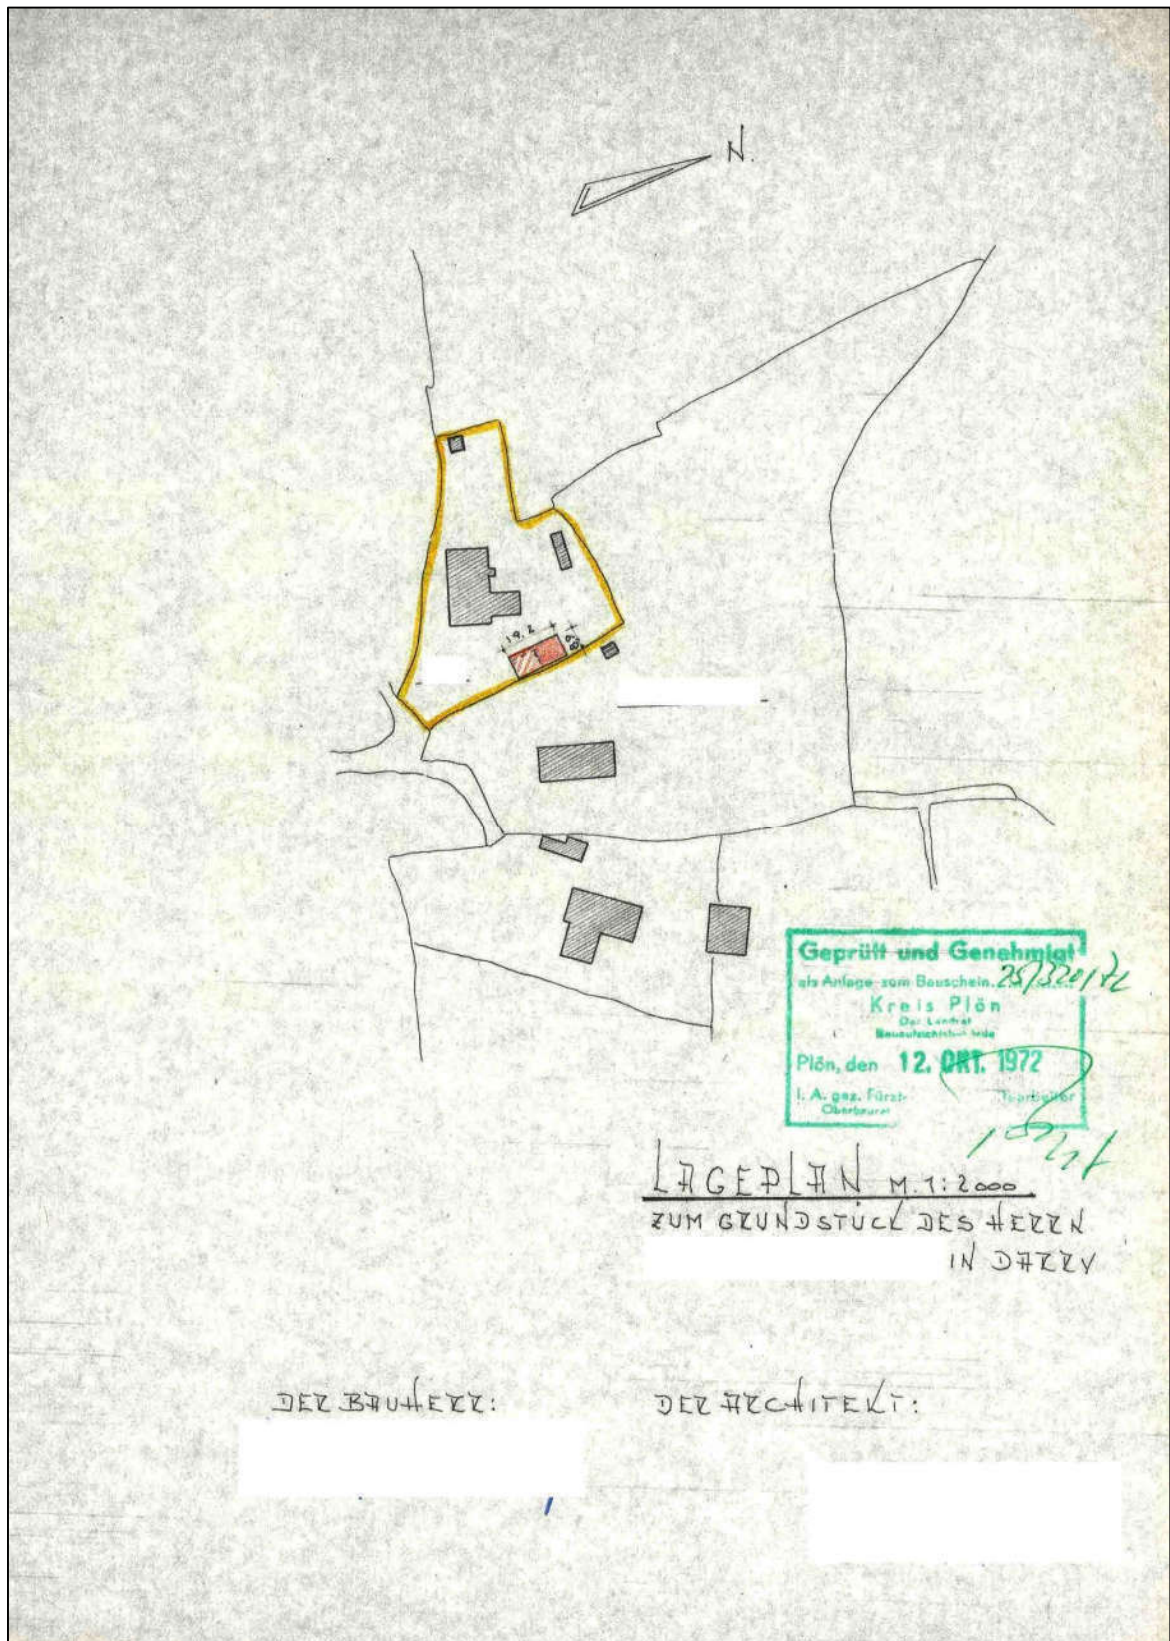 N.
19.2
Geprüft und Genehmigt
als Anlage zum Bauschein
Kreis Plön
Der Landrat
Plön, den 12. OKT. 1972
I. A. gez. Fürst
Oberbaurat
LAGEPLAN M. 1:2000
ZUM GRUNDSTÜCK DES HERRN
IN DARRY
DER BAUHERR:
DER ARCHITEKT: